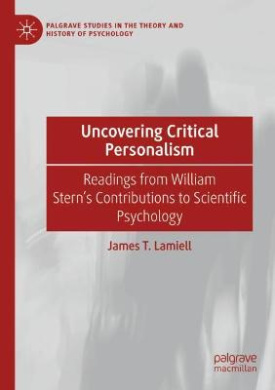 PALGRAVE STUDIES IN THE THEORY AND
HISTORY OF PSYCHOLOGY
Uncovering Critical
Personalism
Readings from William
Stern's Contributions to Scientific
Psychology
James T. Lamiell
palgrave
macmillan